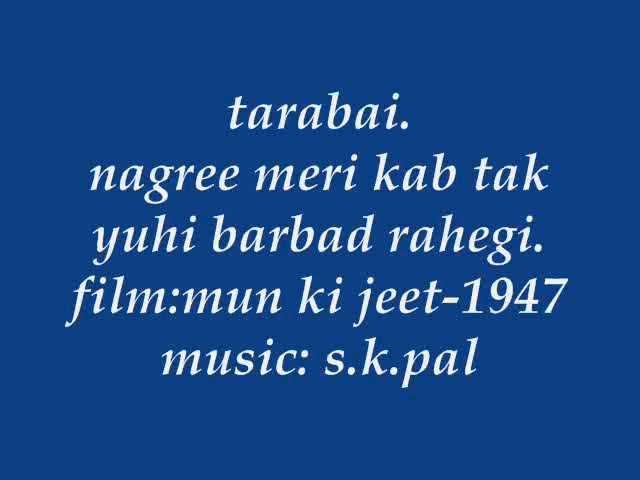 tarabai.
nagree meri kab tak
yuhi barbad rahegi.
film:mun ki jeet-1947
music: s.k.pal